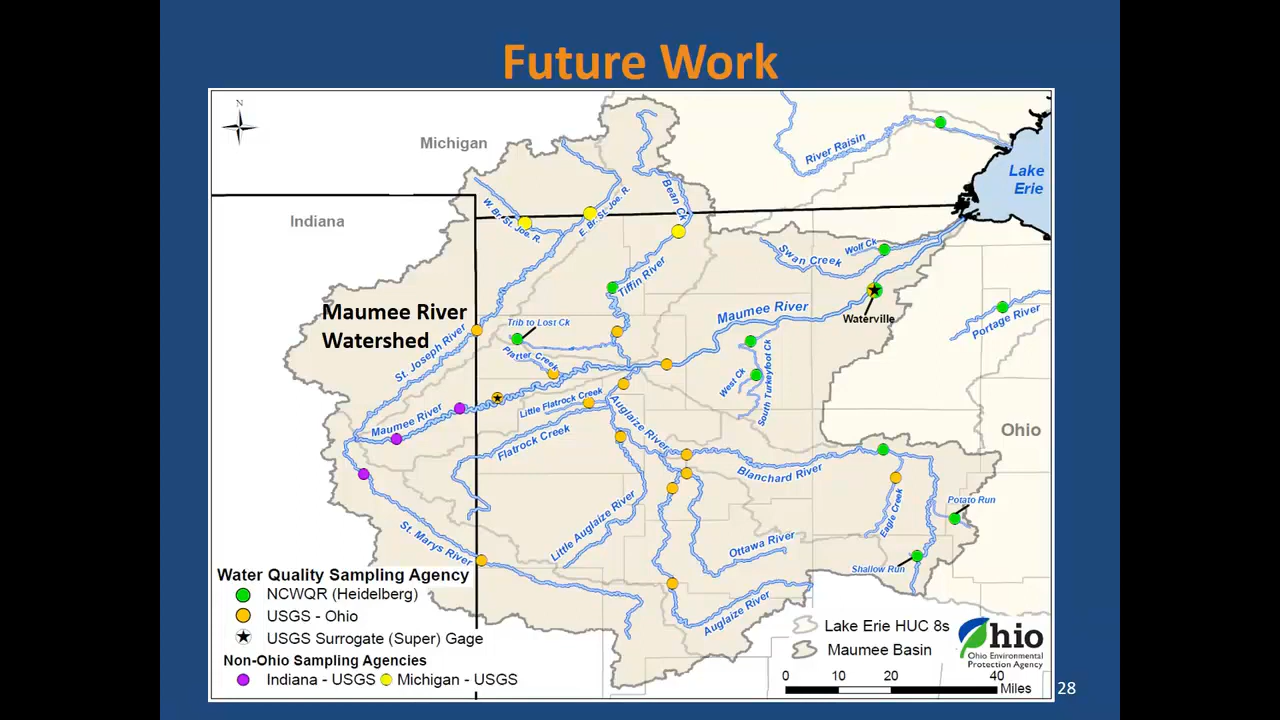 Future Work
N
Michigan
River Raisin
Lake
Erie
Indiana
W. Br. St. Joe. R.
E. Br. St. Joe. R.
Bean Ck
Swan Creek
Wolf Ck
Tiffin River
Maumee River
Watershed
Maumee River
Waterville
Portage River
Trib to Lost Ck
Platter Creek
St. Joseph River
West Ck
South Turkeyfoot Ck
Maumee River
Little Flatrock Creek
Flatrock Creek
Auglaize River
Ohio
Blanchard River
Eagle Creek
Potato Run
Little Auglaize River
Ottawa River
Shallow Run
St. Marys River
Auglaize River
Water Quality Sampling Agency
NCWQR (Heidelberg)
USGS - Ohio
USGS Surrogate (Super) Gage
Non-Ohio Sampling Agencies
Indiana - USGS
Michigan - USGS
Lake Erie HUC 8s
Maumee Basin
Ohio
Ohio Environmental
Protection Agency
0 10 20 40
Miles
28